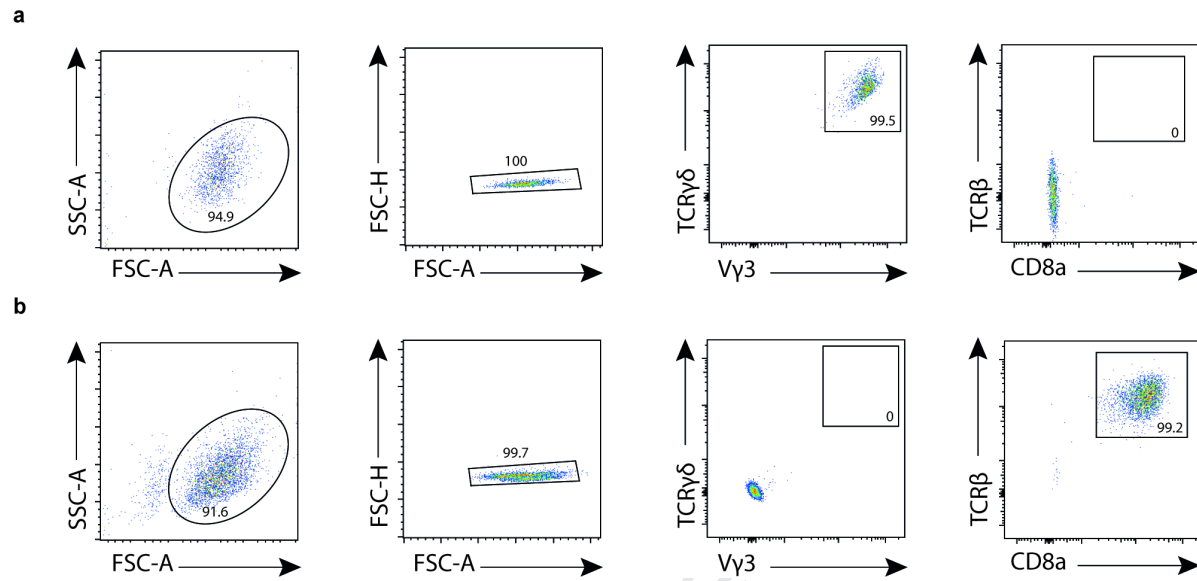 a
SSC-A
94.9
FSC-A
FSC-H
100
FSC-A
TCRγδ
99.5
Vγ3
TCRβ
0
CD8a
b
SSC-A
91.6
FSC-A
FSC-H
99.7
FSC-A
TCRγδ
0
Vγ3
TCRβ
99.2
CD8a